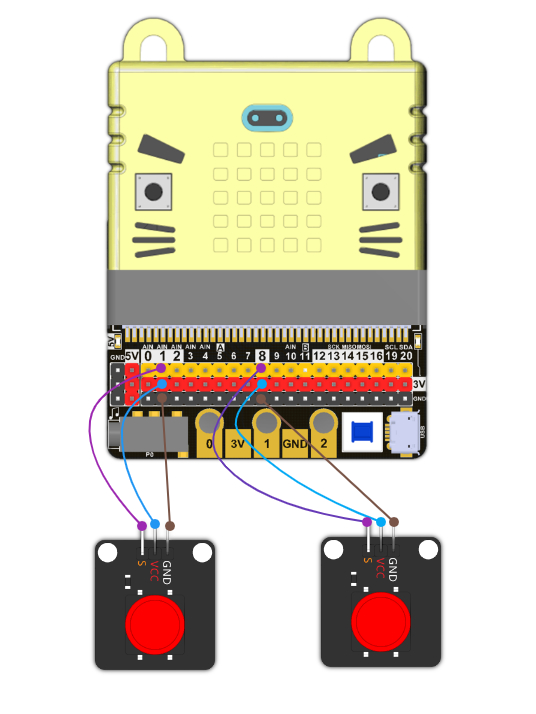 5V
AIN AIN AIN AIN AIN A B AIN SCK MISO MOSI SCL SDA
GND 5V 0 1 2 3 4 5 6 7 8 9 10 11 12 13 14 15 16 19 20
3V
GND
0 3V 1 GND 2
USB
P0
S VCC GND
S VCC GND